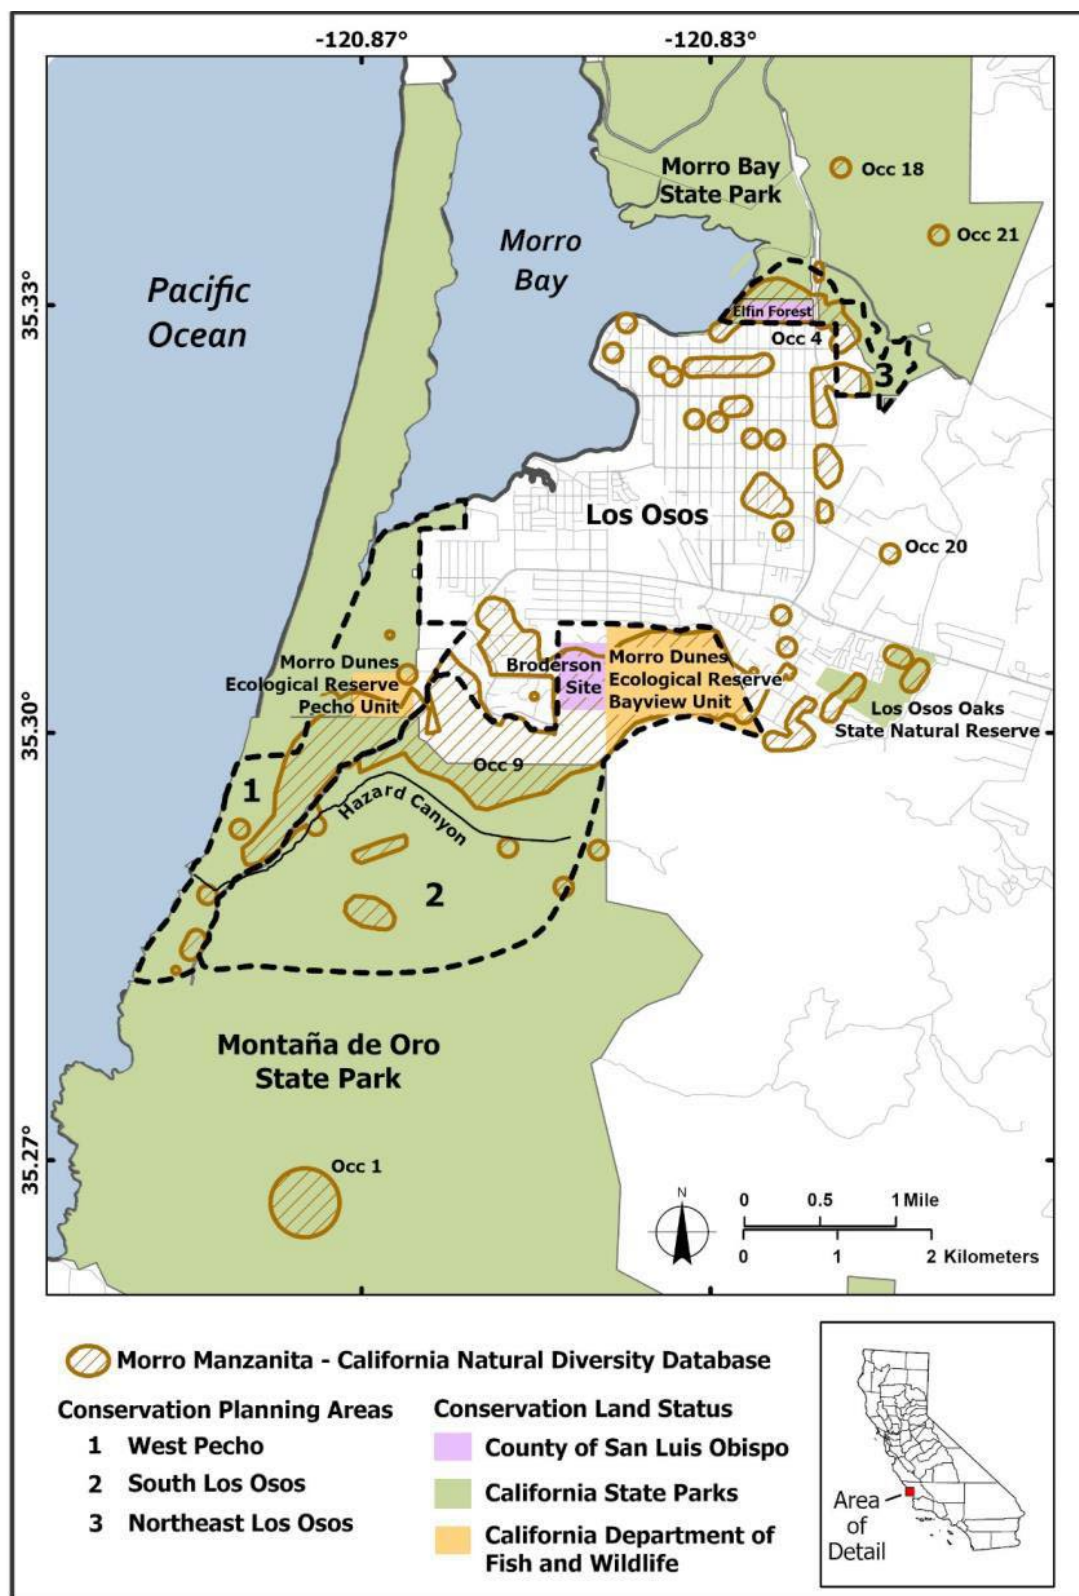 -120.87° -120.83°
Morro Bay
State Park
Occ 18
Occ 21
Morro
Bay
Pacific
Ocean
35.33°
Elfin Forest
Occ 4
3
Los Osos
Occ 20
Morro Dunes
Ecological Reserve
Pecho Unit
Broderson
Site
Morro Dunes
Ecological Reserve
Bayview Unit
Los Osos Oaks
State Natural Reserve
35.30°
Occ 9
1
Hazard Canyon
2
Montaña de Oro
State Park
35.27°
Occ 1
N
0 0.5 1 Mile
0 1 2 Kilometers
Morro Manzanita - California Natural Diversity Database
Conservation Planning Areas
1 West Pecho
2 South Los Osos
3 Northeast Los Osos
Conservation Land Status
County of San Luis Obispo
California State Parks
California Department of
Fish and Wildlife
Area
of
Detail